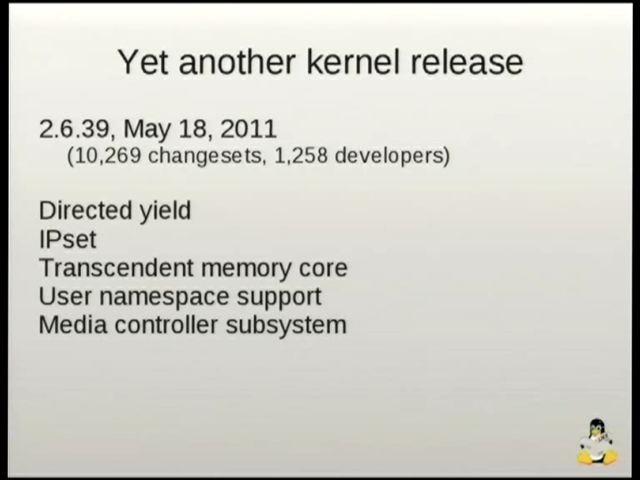 Yet another kernel release
2.6.39, May 18, 2011
(10,269 changesets, 1,258 developers)
Directed yield
IPset
Transcendent memory core
User namespace support
Media controller subsystem